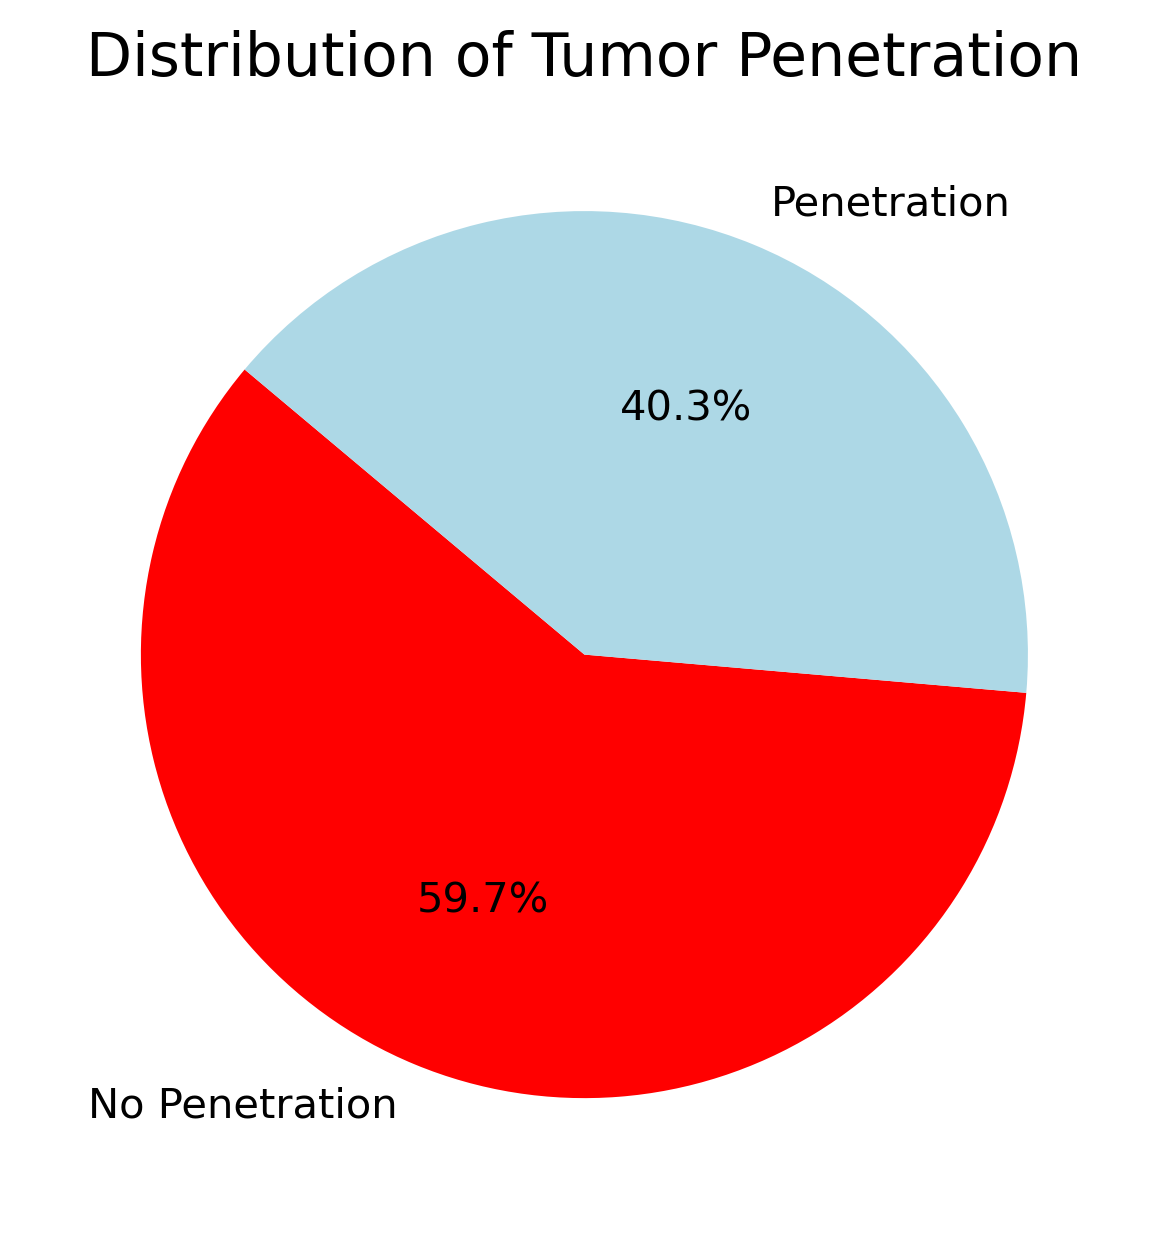 Distribution of Tumor Penetration
Penetration
40.3%
59.7%
No Penetration